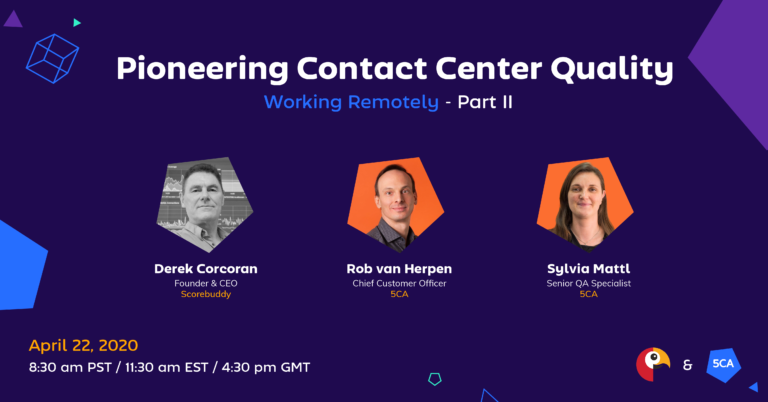 Pioneering Contact Center Quality
Working Remotely - Part II
Derek Corcoran
Founder & CEO
Scorebuddy
Rob van Herpen
Chief Customer Officer
5CA
Sylvia Mattl
Senior QA Specialist
5CA
April 22, 2020
8:30 am PST / 11:30 am EST / 4:30 pm GMT
& 5CA